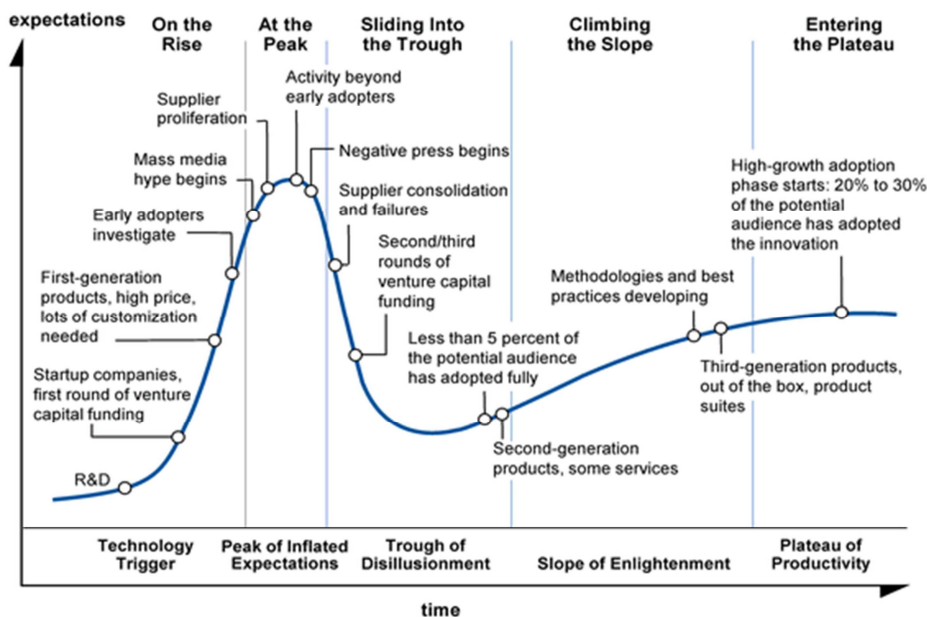 expectations
On the
Rise
At the
Peak
Sliding Into
the Trough
Climbing
the Slope
Entering
the Plateau
Activity beyond
early adopters
Supplier
proliferation
Negative press begins
Mass media
hype begins
Supplier consolidation
and failures
Early adopters
investigate
Second/third
rounds of
venture capital
funding
First-generation
products, high price,
lots of customization
needed
Less than 5 percent of
the potential audience
has adopted fully
Startup companies,
first round of venture
capital funding
R&D
Second-generation
products, some services
Methodologies and best
practices developing
Third-generation products,
out of the box, product
suites
High-growth adoption
phase starts: 20% to 30%
of the potential
audience has adopted
the innovation
Technology
Trigger
Peak of Inflated
Expectations
Trough of
Disillusionment
Slope of Enlightenment
Plateau of
Productivity
time